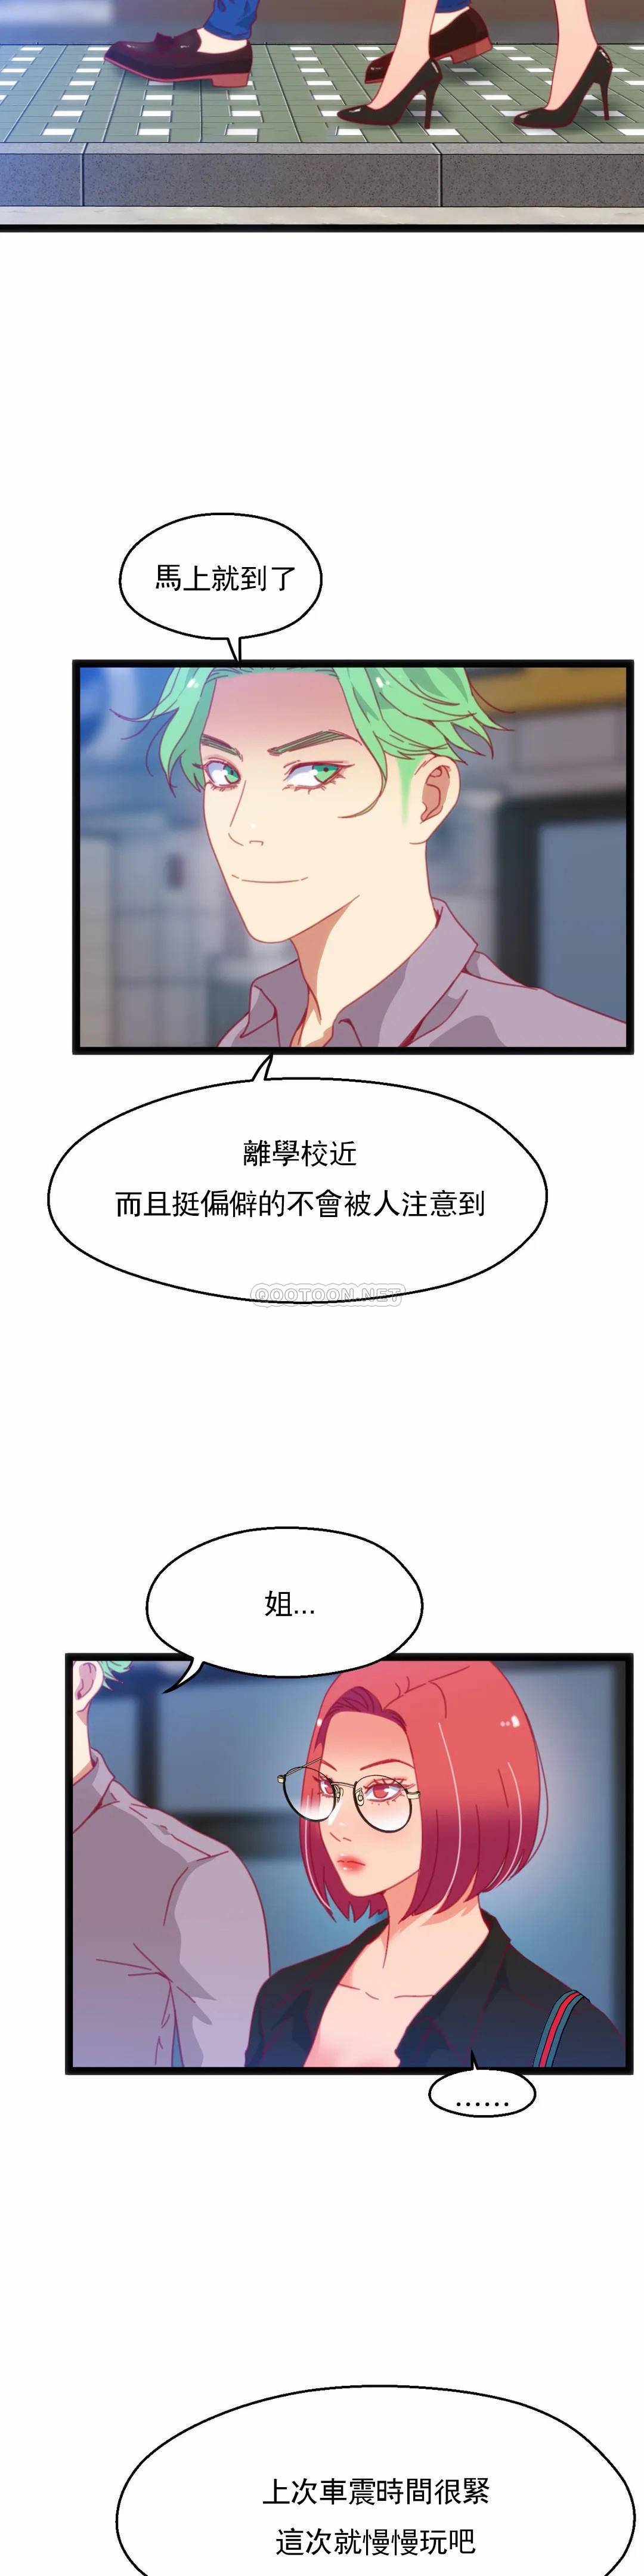 馬上就到了
離學校近
而且挺偏僻的不會被人注意到
QOOTOON.NET
姐...
......
上次車震時間很緊
這次就慢慢玩吧